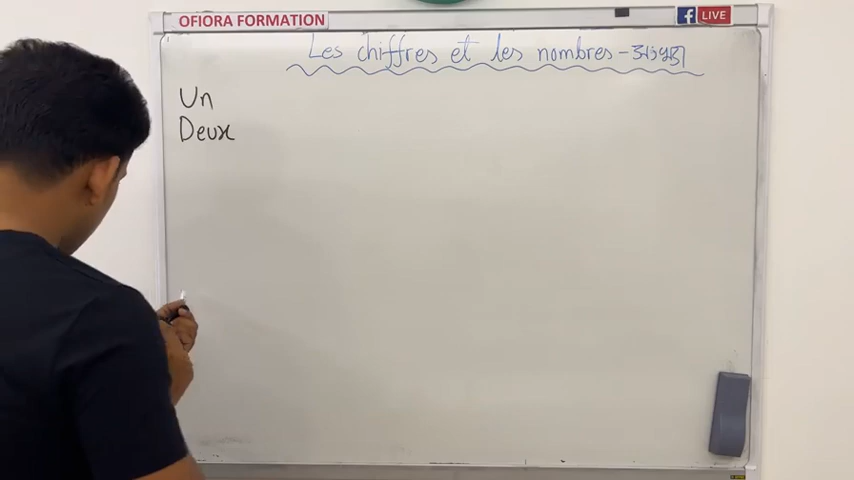 OFIORA FORMATION
f LIVE
Les chiffres et les nombres -
Un
Deux